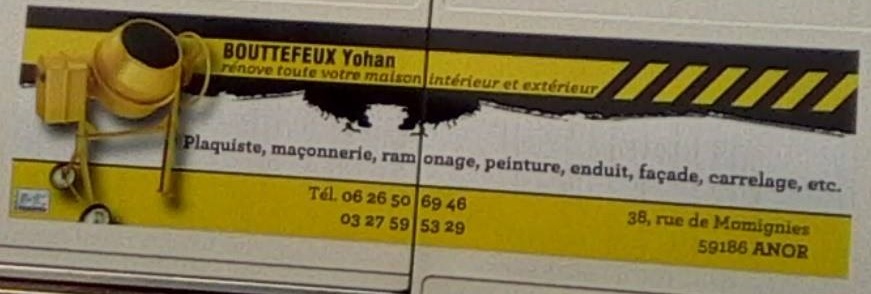 BOUTTEFEUX Yohan
rénove toute votre maison intérieur et extérieur
Plaquiste, maçonnerie, ramonage, peinture, enduit, façade, carrelage, etc.
Tél. 06 26 50 69 46
03 27 59 53 29
38, rue de Momignies
59186 ANOR